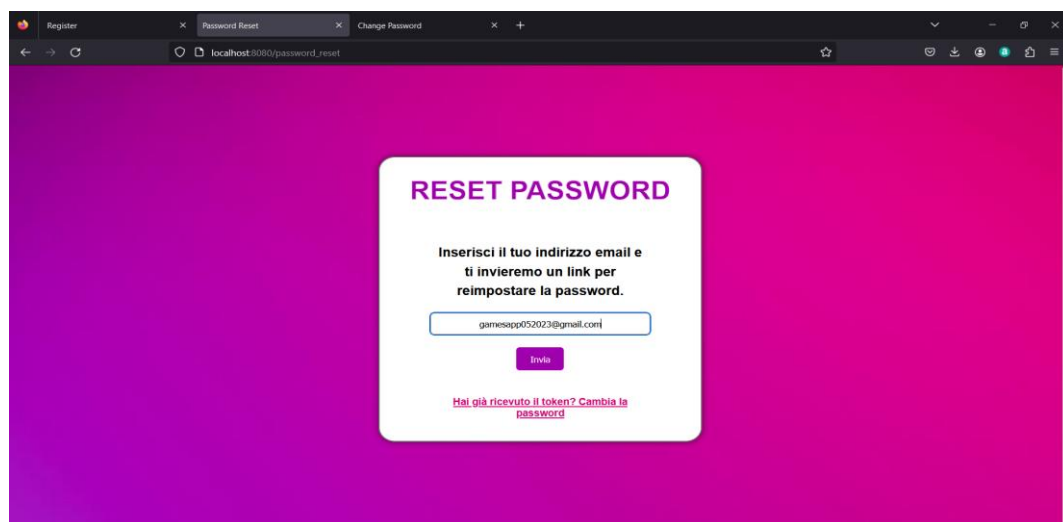 Register
Password Reset
Change Password
localhost:8080/password_reset
RESET PASSWORD
Inserisci il tuo indirizzo email e
ti invieremo un link per
reimpostare la password.
gamesapp052023@gmail.com
Invia
Hai già ricevuto il token? Cambia la
password